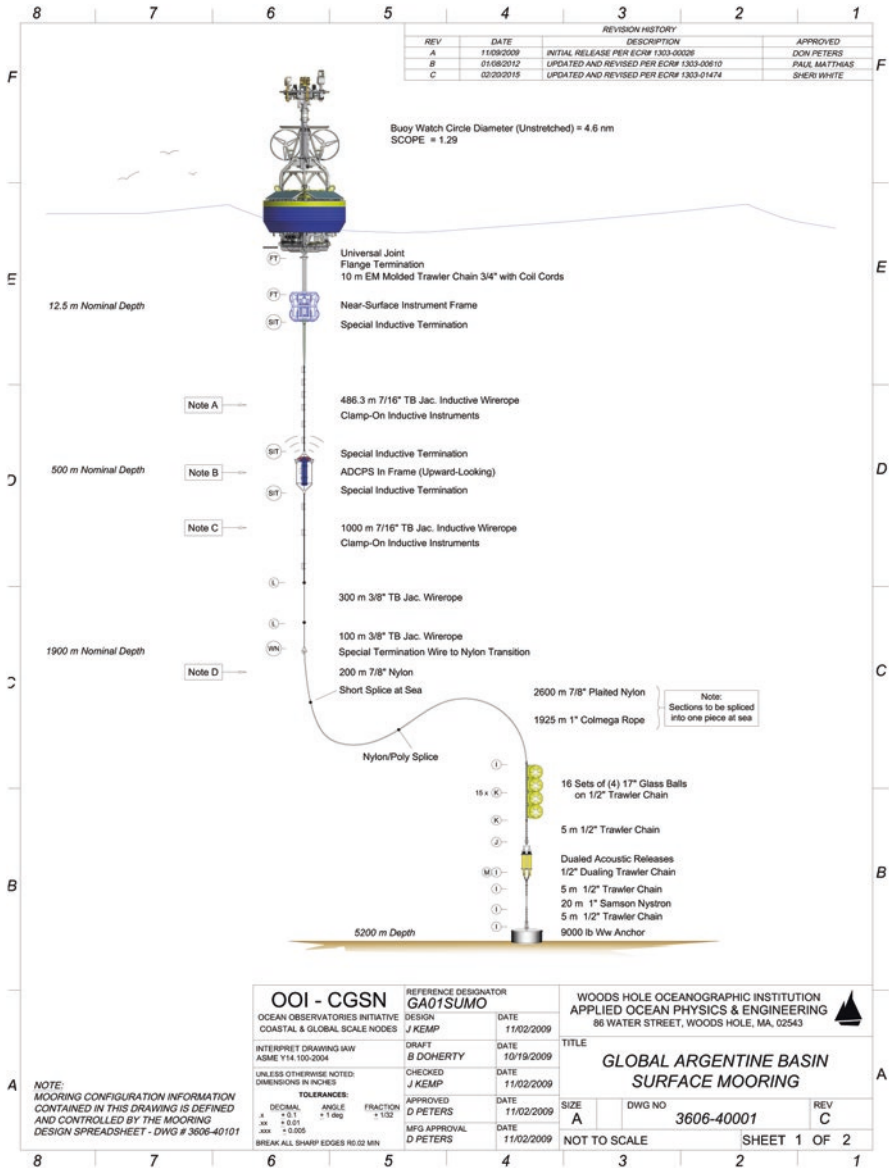 8 7 6 5 4 3 2 1
REVISION HISTORY
REV DATE DESCRIPTION APPROVED
A 11/09/2009 INITIAL RELEASE PER ECR# 1303-00026 DON PETERS
B 01/08/2012 UPDATED AND REVISED PER ECR# 1303-00610 PAUL MATTHIAS
C 02/20/2015 UPDATED AND REVISED PER ECR# 1303-01474 SHERI WHITE
F F
Buoy Watch Circle Diameter (Unstretched) = 4.6 nm
SCOPE = 1.29
E E
Universal Joint
FT Flange Termination
10 m EM Molded Trawler Chain 3/4" with Coil Cords
FT
12.5 m Nominal Depth Near-Surface Instrument Frame
SIT Special Inductive Termination
Note A 486.3 m 7/16" TB Jac. Inductive Wirerope
Clamp-On Inductive Instruments
SIT Special Inductive Termination
500 m Nominal Depth Note B ADCPS In Frame (Upward-Looking)
D D
SIT Special Inductive Termination
Note C 1000 m 7/16" TB Jac. Inductive Wirerope
Clamp-On Inductive Instruments
L
300 m 3/8" TB Jac. Wirerope
L
100 m 3/8" TB Jac. Wirerope
1900 m Nominal Depth WN Special Termination Wire to Nylon Transition
C C
Note D 200 m 7/8" Nylon
Short Splice at Sea
2600 m 7/8" Plaited Nylon
1925 m 1" Colmega Rope
Note:
Sections to be spliced
into one piece at sea
Nylon/Poly Splice
I
16 Sets of (4) 17" Glass Balls
15 x K on 1/2" Trawler Chain
K
5 m 1/2" Trawler Chain
J
Dualed Acoustic Releases
M I 1/2" Dualing Trawler Chain
B B
I 5 m 1/2" Trawler Chain
20 m 1" Samson Nystron
I 5 m 1/2" Trawler Chain
I 9000 lb Ww Anchor
5200 m Depth
OOI - CGSN
OCEAN OBSERVATORIES INITIATIVE
COASTAL & GLOBAL SCALE NODES
INTERPRET DRAWING IAW
ASME Y14.100-2004
UNLESS OTHERWISE NOTED:
DIMENSIONS IN INCHES
TOLERANCES:
DECIMAL ANGLE FRACTION
.x ± 0.1 ± 1 deg ± 1/32
.xx ± 0.01
.xxx ± 0.005
BREAK ALL SHARP EDGES R0.02 MIN
REFERENCE DESIGNATOR
GA01SUMO
DESIGN DATE
J KEMP 11/02/2009
DRAFT DATE
B DOHERTY 10/19/2009
CHECKED DATE
J KEMP 11/02/2009
APPROVED DATE
D PETERS 11/02/2009
MFG APPROVAL DATE
D PETERS 11/02/2009
WOODS HOLE OCEANOGRAPHIC INSTITUTION
APPLIED OCEAN PHYSICS & ENGINEERING
86 WATER STREET, WOODS HOLE, MA, 02543
TITLE
GLOBAL ARGENTINE BASIN
SURFACE MOORING
SIZE DWG NO REV
A 3606-40001 C
NOT TO SCALE SHEET 1 OF 2
A A
NOTE:
MOORING CONFIGURATION INFORMATION
CONTAINED IN THIS DRAWING IS DEFINED
AND CONTROLLED BY THE MOORING
DESIGN SPREADSHEET - DWG # 3606-40101
8 7 6 5 4 3 2 1